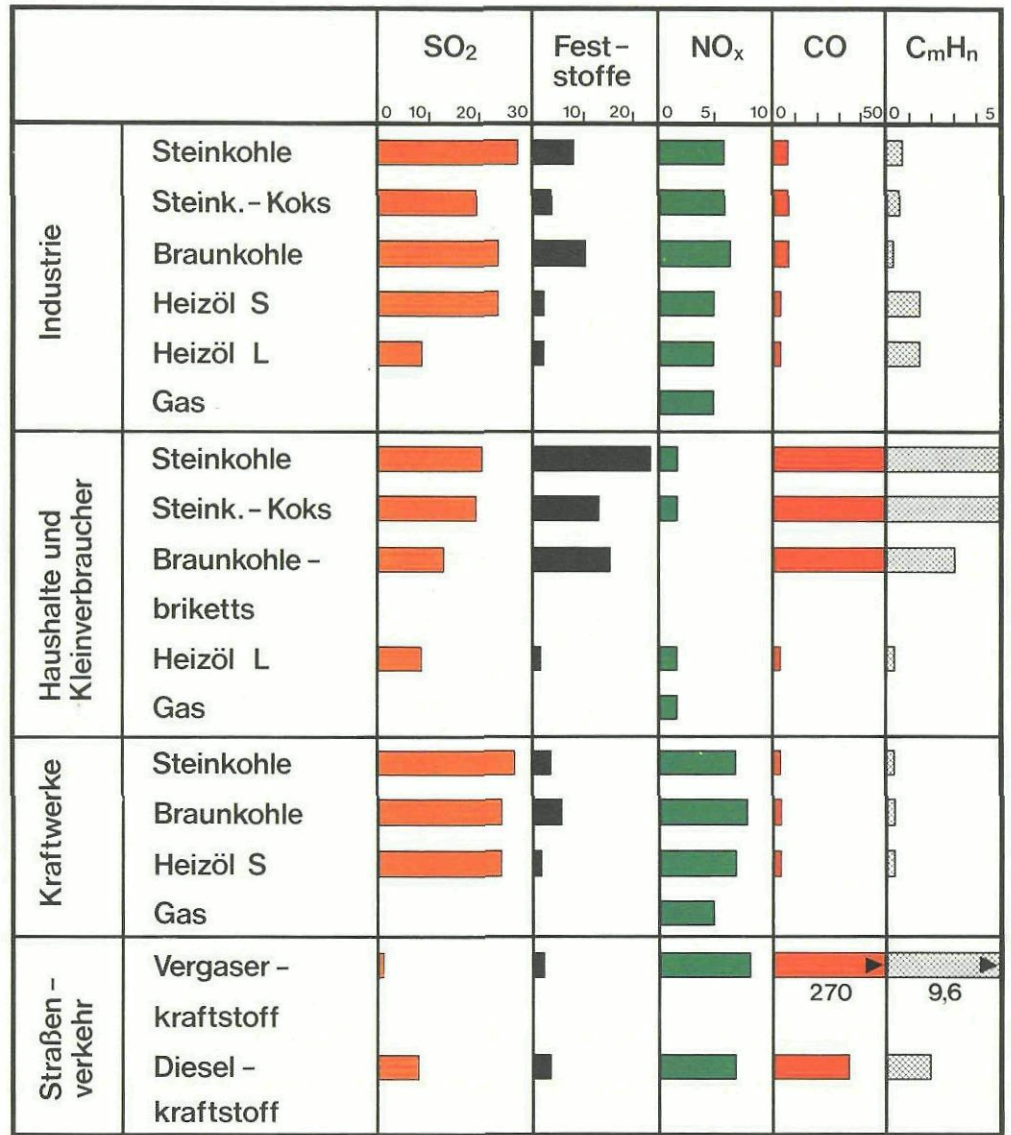 SO₂ Fest- NOₓ CO CₘHₙ
stoffe
0 10 20 30 10 20 0 5 10 0 50 0 5
Industrie
Steinkohle
Steink.-Koks
Braunkohle
Heizöl S
Heizöl L
Gas
Haushalte und
Kleinverbraucher
Steinkohle
Steink.-Koks
Braunkohle-
briketts
Heizöl L
Gas
Kraftwerke
Steinkohle
Braunkohle
Heizöl S
Gas
Straßen-
verkehr
Vergaser-
270 9,6
kraftstoff
Diesel-
kraftstoff